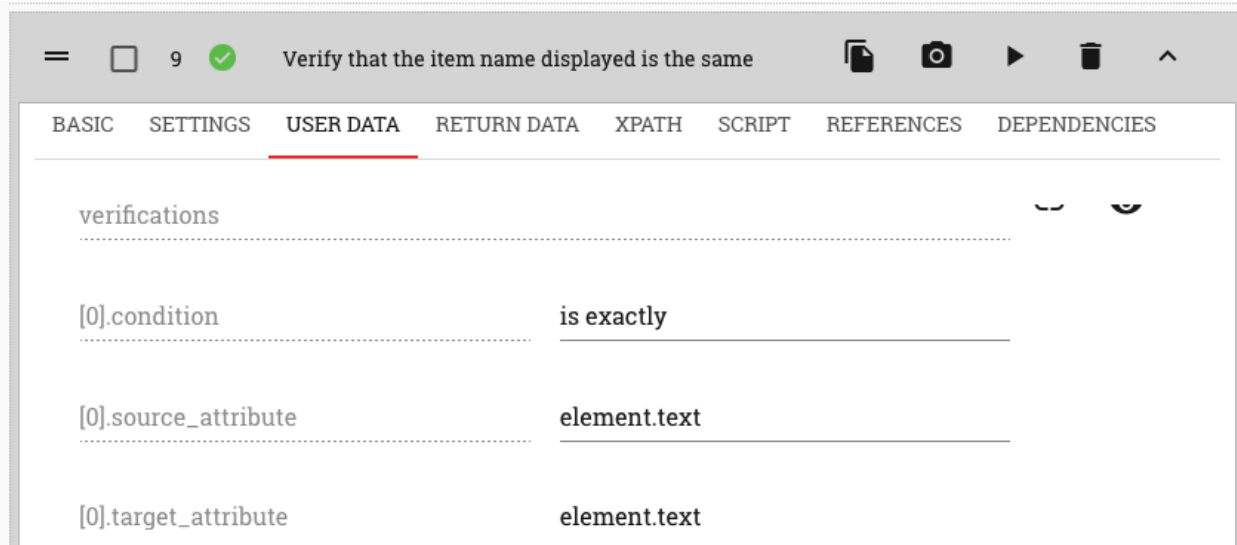 9 Verify that the item name displayed is the same
BASIC SETTINGS USER DATA RETURN DATA XPATH SCRIPT REFERENCES DEPENDENCIES
verifications
[0].condition is exactly
[0].source_attribute element.text
[0].target_attribute element.text